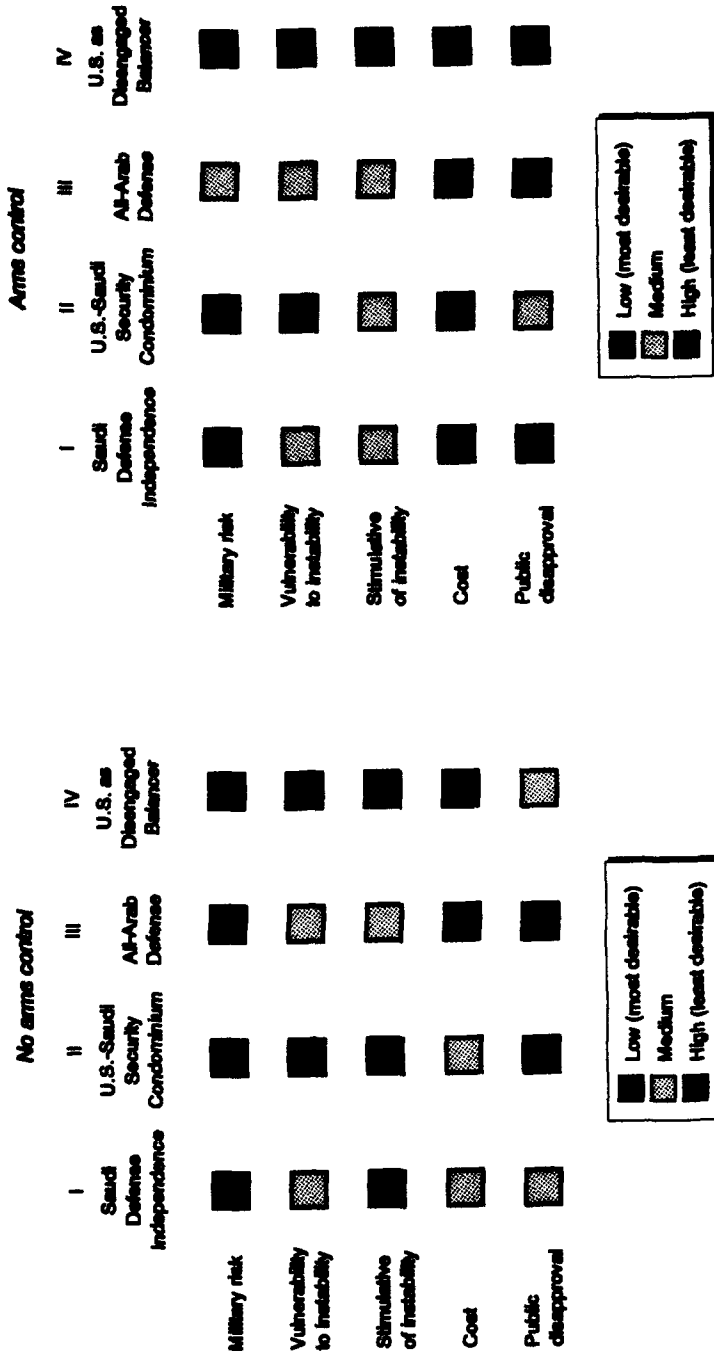 No arms control
I
Saudi
Defense
Independence
II
U.S.-Saudi
Security
Condominium
III
All-Arab
Defense
IV
U.S. as
Disengaged
Balancer
Military risk
Vulnerability
to instability
Stimulative
of instability
Cost
Public
disapproval
Low (most desirable)
Medium
High (least desirable)
Arms control
I
Saudi
Defense
Independence
II
U.S.-Saudi
Security
Condominium
III
All-Arab
Defense
IV
U.S. as
Disengaged
Balancer
Military risk
Vulnerability
to instability
Stimulative
of instability
Cost
Public
disapproval
Low (most desirable)
Medium
High (least desirable)